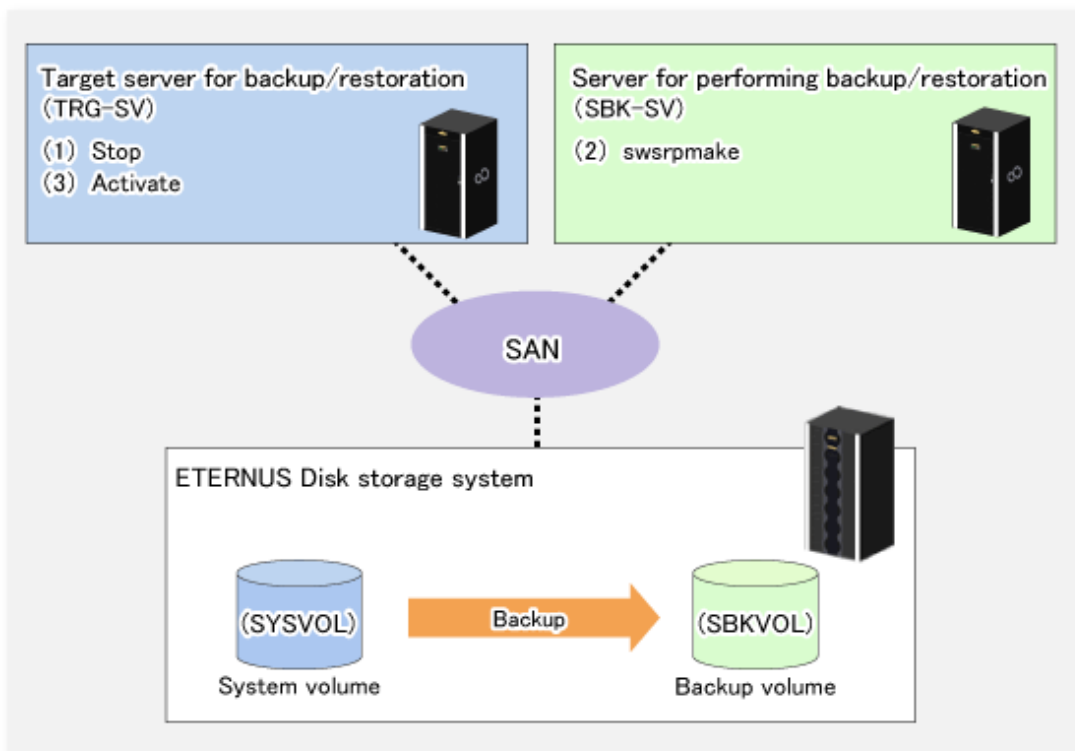 Target server for backup/restoration
(TRG-SV)
(1) Stop
(3) Activate
Server for performing backup/restoration
(SBK-SV)
(2) swsrpmake
SAN
ETERNUS Disk storage system
(SYSVOL)
Backup
(SBKVOL)
System volume
Backup volume